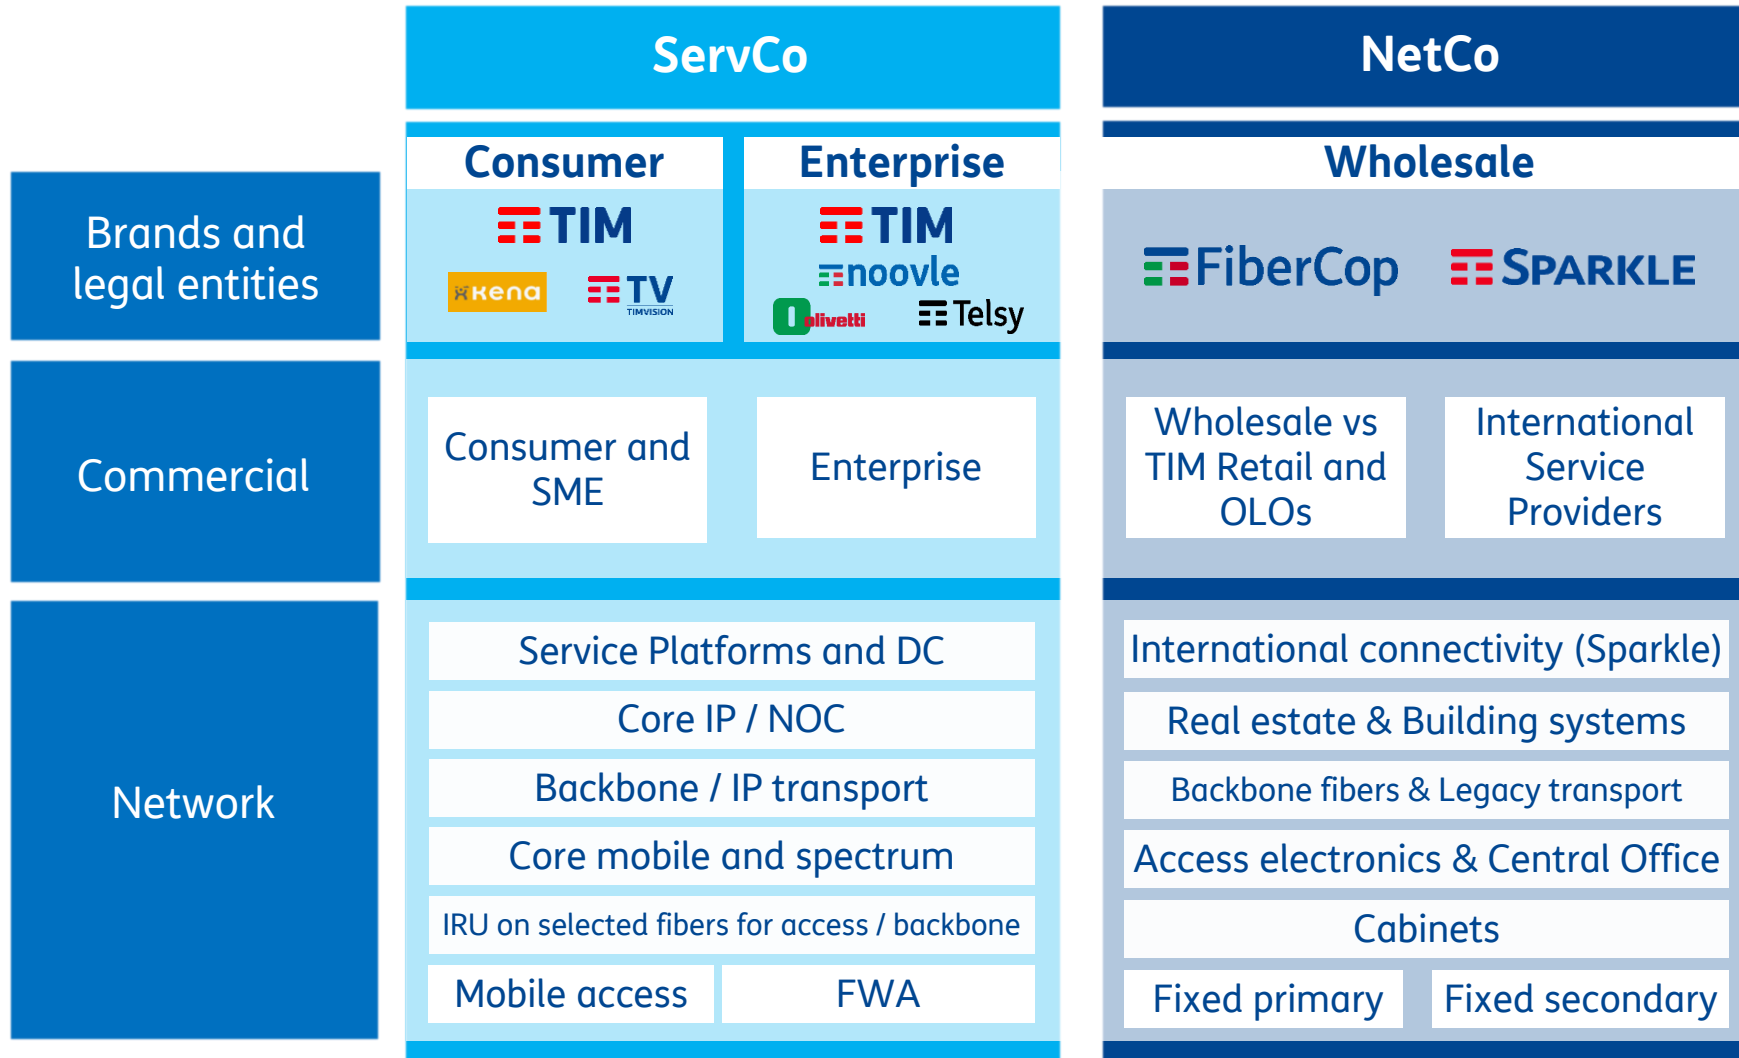 ServCo
NetCo
Consumer
Enterprise
Wholesale
Brands and
legal entities
TIM
kena
TV
TIMVISION
TIM
noovle
olivetti
Telsy
FiberCop
SPARKLE
Commercial
Consumer and
SME
Enterprise
Wholesale vs
TIM Retail and
OLOs
International
Service
Providers
Network
Service Platforms and DC
Core IP / NOC
Backbone / IP transport
Core mobile and spectrum
IRU on selected fibers for access / backbone
Mobile access
FWA
International connectivity (Sparkle)
Real estate & Building systems
Backbone fibers & Legacy transport
Access electronics & Central Office
Cabinets
Fixed primary
Fixed secondary